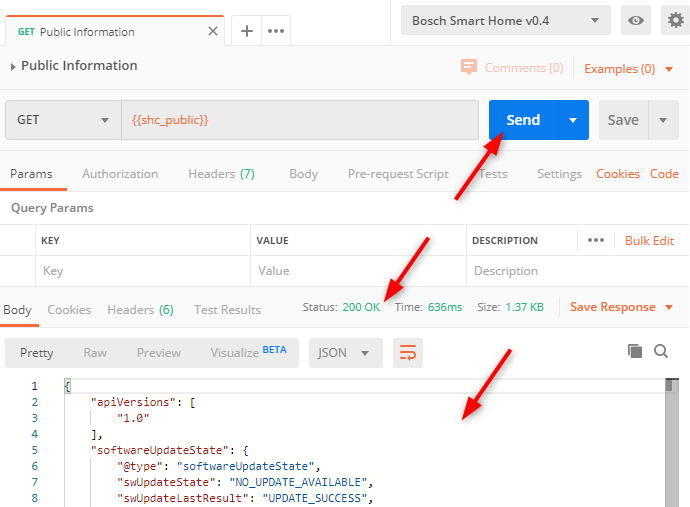 GET Public Information Bosch Smart Home v0.4
Public Information Comments (0) Examples (0)
GET {{shc_public}} Send Save
Params Authorization Headers (7) Body Pre-request Script Tests Settings Cookies Code
Query Params
KEY VALUE DESCRIPTION Bulk Edit
Key Value Description
Body Cookies Headers (6) Test Results Status: 200 OK Time: 636ms Size: 1.37 KB Save Response
Pretty Raw Preview Visualize BETA JSON
1 {
2 "apiVersions": [
3 "1.0"
4 ],
5 "softwareUpdateState": {
6 "@type": "softwareUpdateState",
7 "swUpdateState": "NO_UPDATE_AVAILABLE",
8 "swUpdateLastResult": "UPDATE_SUCCESS",